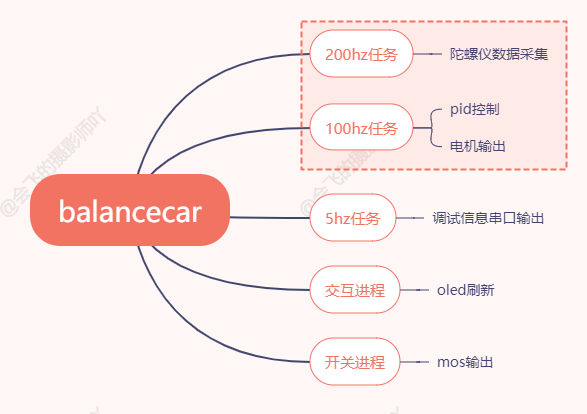 200hz任务
陀螺仪数据采集
100hz任务
pid控制
电机输出
@会飞的摄影师吖
balancecar
5hz任务
调试信息串口输出
交互进程
oled刷新
开关进程
mos输出